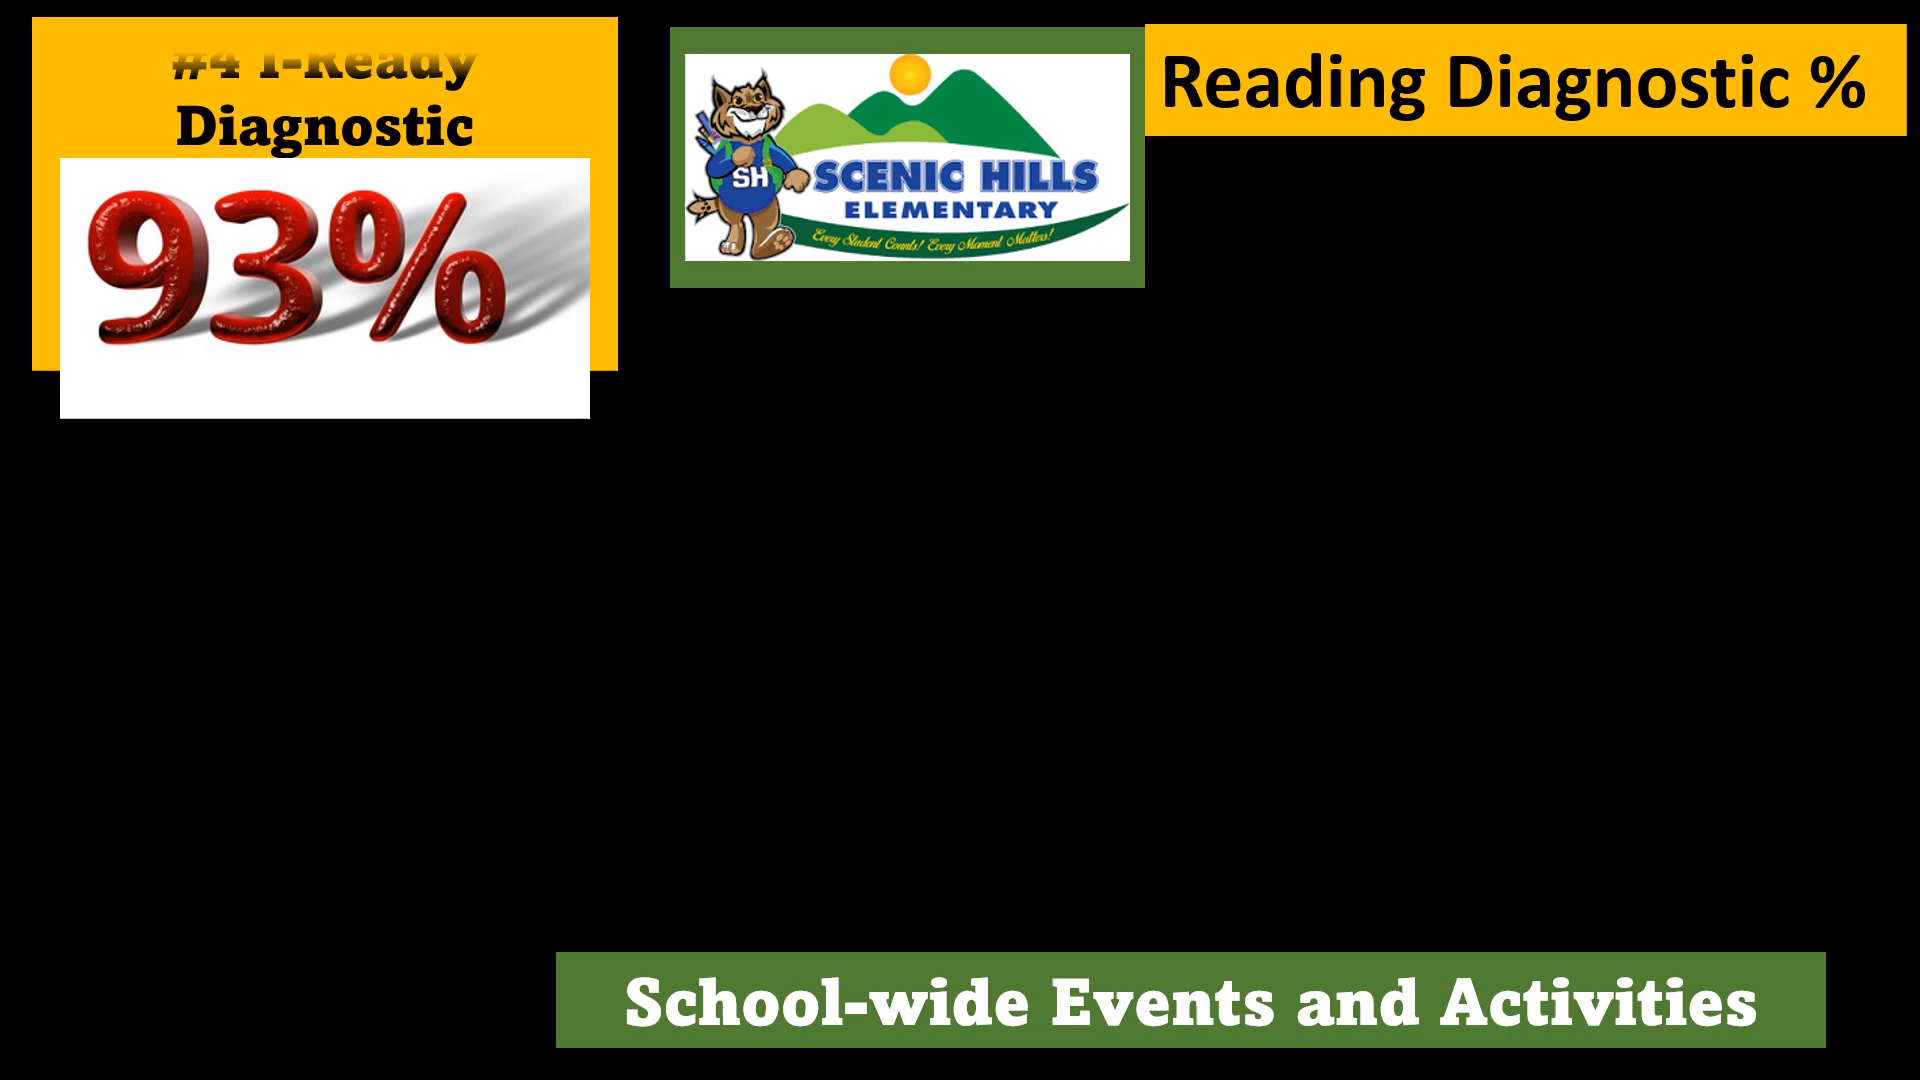 #4 I-Ready
Diagnostic
93%
SH
SCENIC HILLS
ELEMENTARY
Every Student Counts! Every Moment Matters!
Reading Diagnostic %
School-wide Events and Activities